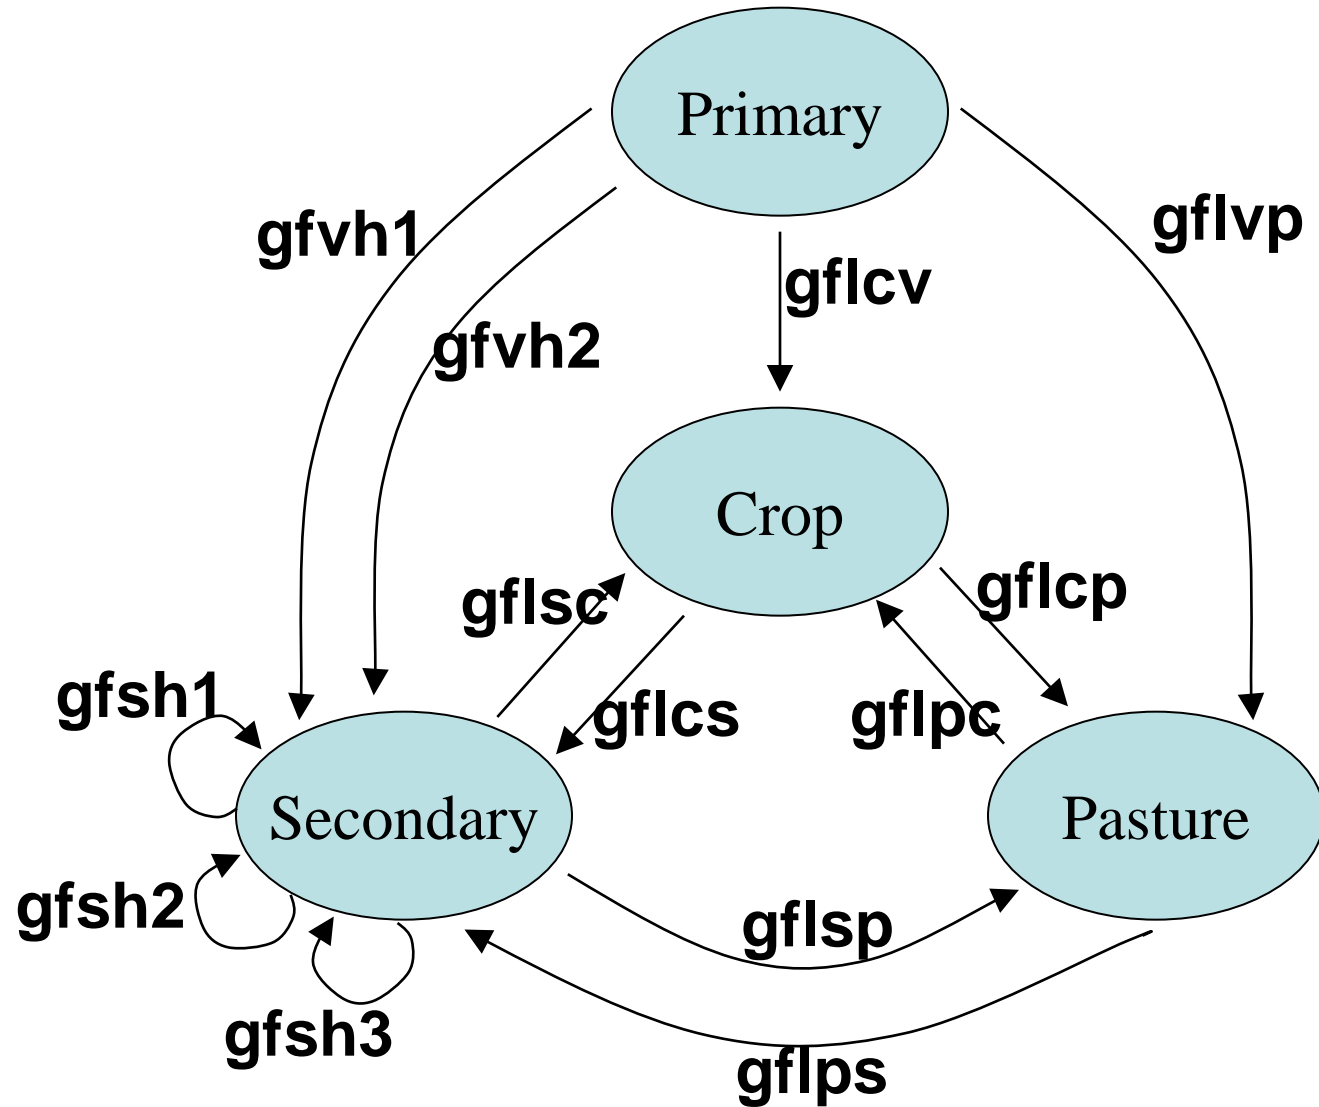 Primary
gfvh1
gflvp
gflcv
gfvh2
Crop
gflsc
gflcp
gfsh1
gflcs
gflpc
Secondary
Pasture
gfsh2
gflsp
gfsh3
gflps